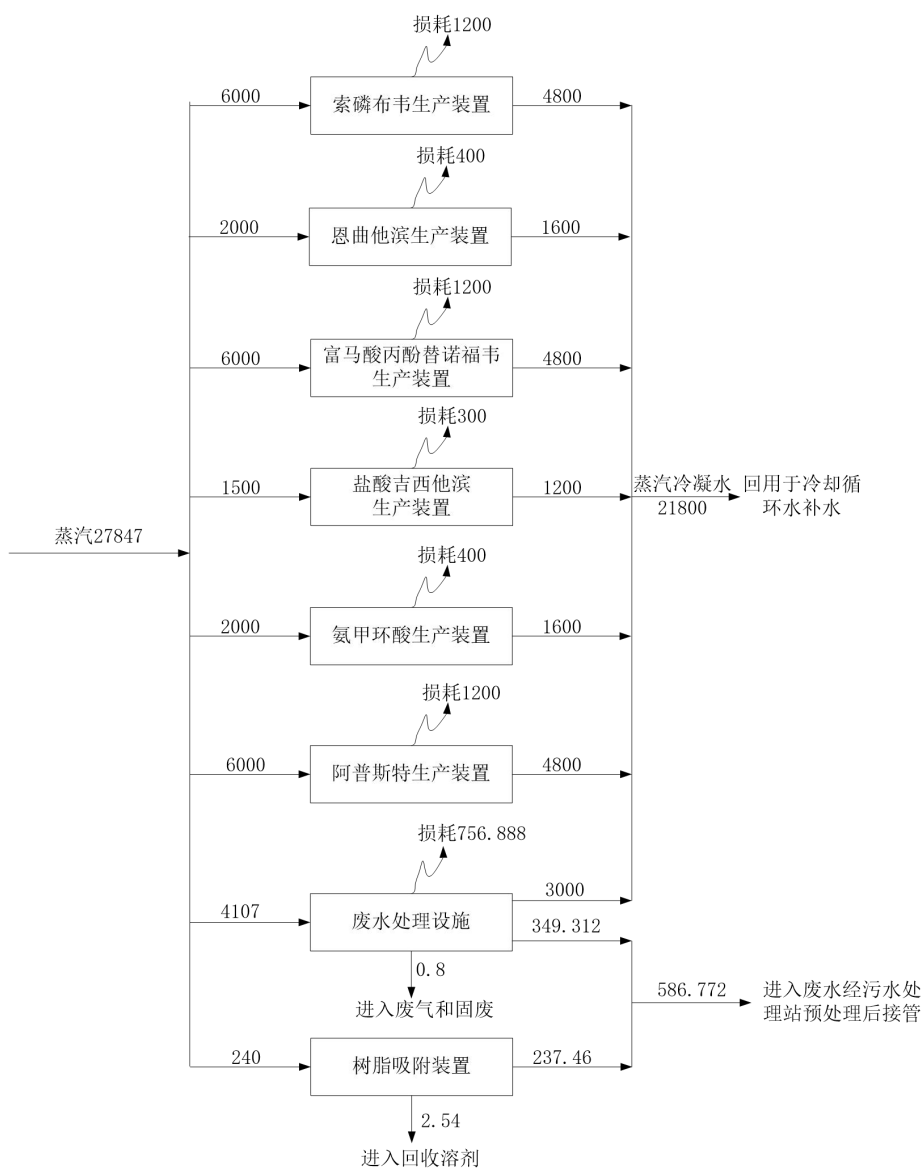 损耗1200
6000
索磷布韦生产装置
4800
损耗400
2000
恩曲他滨生产装置
1600
损耗1200
6000
富马酸丙酚替诺福韦
生产装置
4800
损耗300
1500
盐酸吉西他滨
生产装置
1200
蒸汽冷凝水
21800
回用于冷却循
环水补水
蒸汽27847
损耗400
2000
氨甲环酸生产装置
1600
损耗1200
6000
阿普斯特生产装置
4800
损耗756.888
4107
废水处理设施
3000
349.312
0.8
进入废气和固废
586.772
进入废水经污水处
理站预处理后接管
240
树脂吸附装置
237.46
2.54
进入回收溶剂